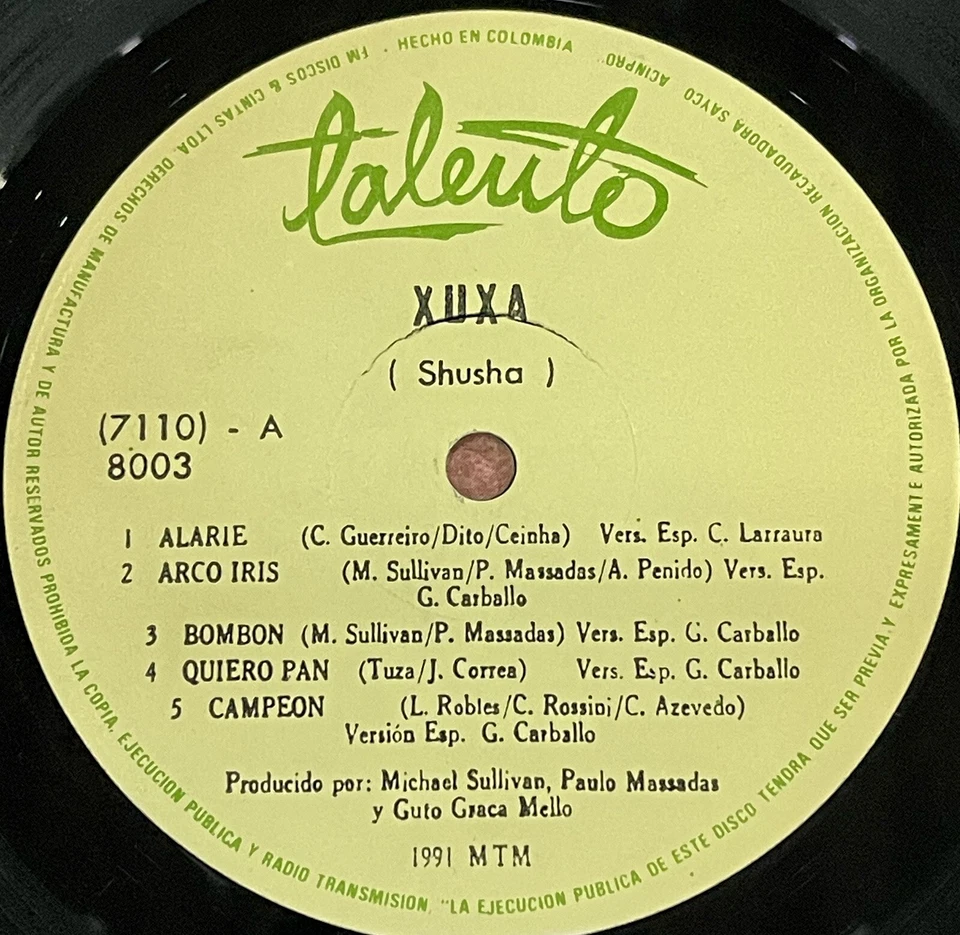 FM DISCOS & CINTAS LTDA. DERECHOS DE MANUFACTURA Y DE AUTOR RESERVADOS PROHIBIDA LA COPIA, EJECUCION PUBLICA Y RADIO TRANSMISION. "LA EJECUCION PUBLICA DE ESTE DISCO TENDRA QUE SER PREVIA Y EXPRESAMENTE AUTORIZADA POR LA ORGANIZACION RECAUDADORA SAYCO ACINPRO"
· HECHO EN COLOMBIA
talento
XUXA
( Shusha )
(7110) - A
8003
1 ALARIE (C. Guerreiro/Dito/Ceinha) Vers. Esp. C. Larraura
2 ARCO IRIS (M. Sullivan/P. Massadas/A. Penido) Vers. Esp.
G. Carballo
3 BOMBON (M. Sullivan/P. Massadas) Vers. Esp. G. Carballo
4 QUIERO PAN (Tuza/J. Correa) Vers. Esp. G. Carballo
5 CAMPEON (L. Robles/C. Rossini/C. Azevedo)
Versión Esp. G. Carballo
Producido por: Michael Sullivan, Paulo Massadas
y Guto Graca Mello
1991 MTM